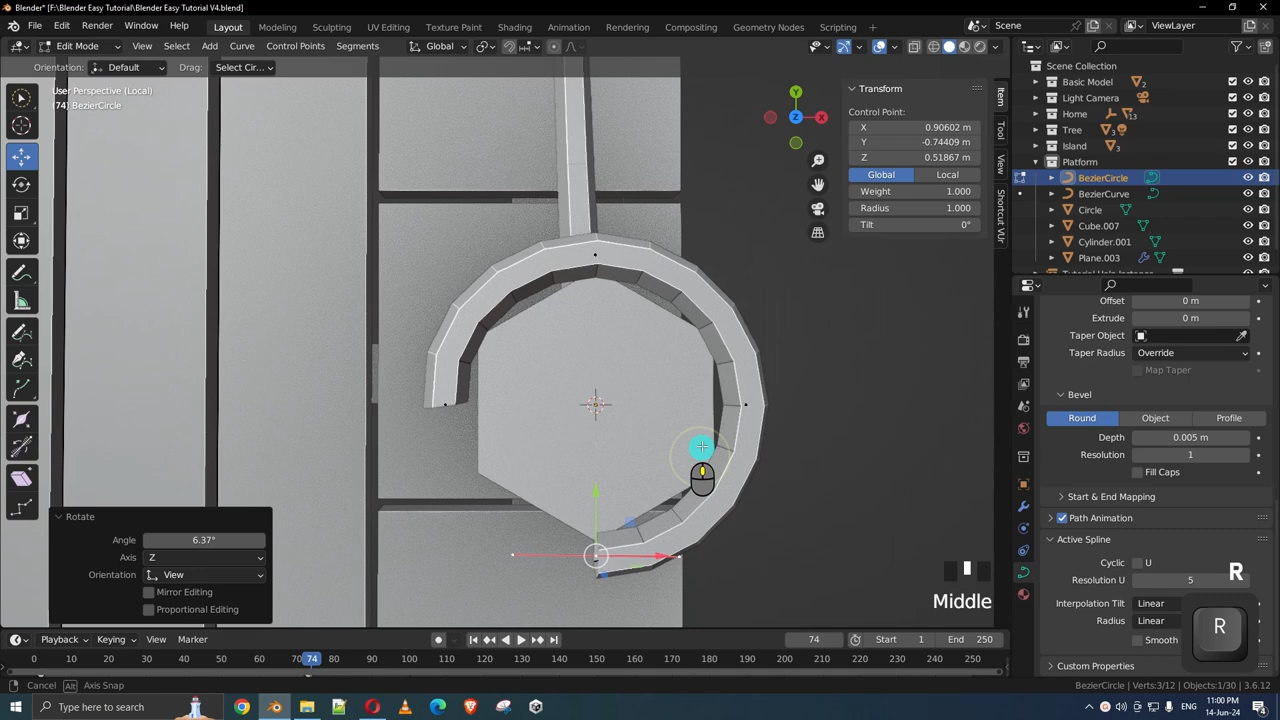 Blender* [F:\Blender Easy Tutorial\Blender Easy Tutorial V4.blend]
File Edit Render Window Help Layout Modeling Sculpting UV Editing Texture Paint Shading Animation Rendering Compositing Geometry Nodes Scripting Scene ViewLayer
Edit Mode View Select Add Curve Control Points Segments Global
Orientation: Default Drag: Select Cir...
User Perspective (Local)
(74) BezierCircle
Y
Z X
Transform
Control Point:
X 0.90602 m
Y -0.74409 m
Z 0.51867 m
Global Local
Weight 1.000
Radius 1.000
Tilt 0°
Item
Tool
View
Shortcut VUr
Scene Collection
Basic Model 2
Light Camera
Home 13
Tree 3
Island 3
Platform
BezierCircle
BezierCurve
Circle
Cube.007
Cylinder.001
Plane.003
Offset 0 m
Extrude 0 m
Taper Object
Taper Radius Override
Map Taper
Bevel
Round Object Profile
Depth 0.005 m
Resolution 1
Fill Caps
Start & End Mapping
Path Animation
Active Spline
Cyclic U
Resolution U 5
Interpolation Tilt Linear
Radius Linear
Smooth
Custom Properties
Rotate
Angle 6.37°
Axis Z
Orientation View
Mirror Editing
Proportional Editing
R
Middle
R
Playback Keying View Marker 74 Start 1 End 250
0 10 20 30 40 50 60 70 74 80 90 100 110 120 130 140 150 160 170 180 190 200 210 220 230 240 250
Cancel Alt Axis Snap BezierCircle | Verts:3/12 | Objects:1/30 | 3.6.12
Type here to search ENG 11:00 PM
14-Jun-24